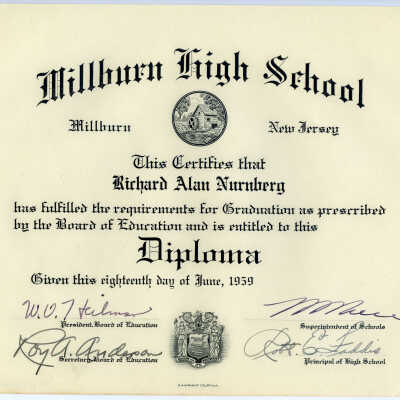 Millburn High School
Millburn New Jersey
This Certifies that
Richard Alan Nurnberg
has fulfilled the requirements for Graduation as prescribed
by the Board of Education and is entitled to this
Diploma
Given this eighteenth day of June, 1959
President, Board of Education Superintendent of Schools
Roy A. Anderson
Secretary, Board of Education Principal of High School